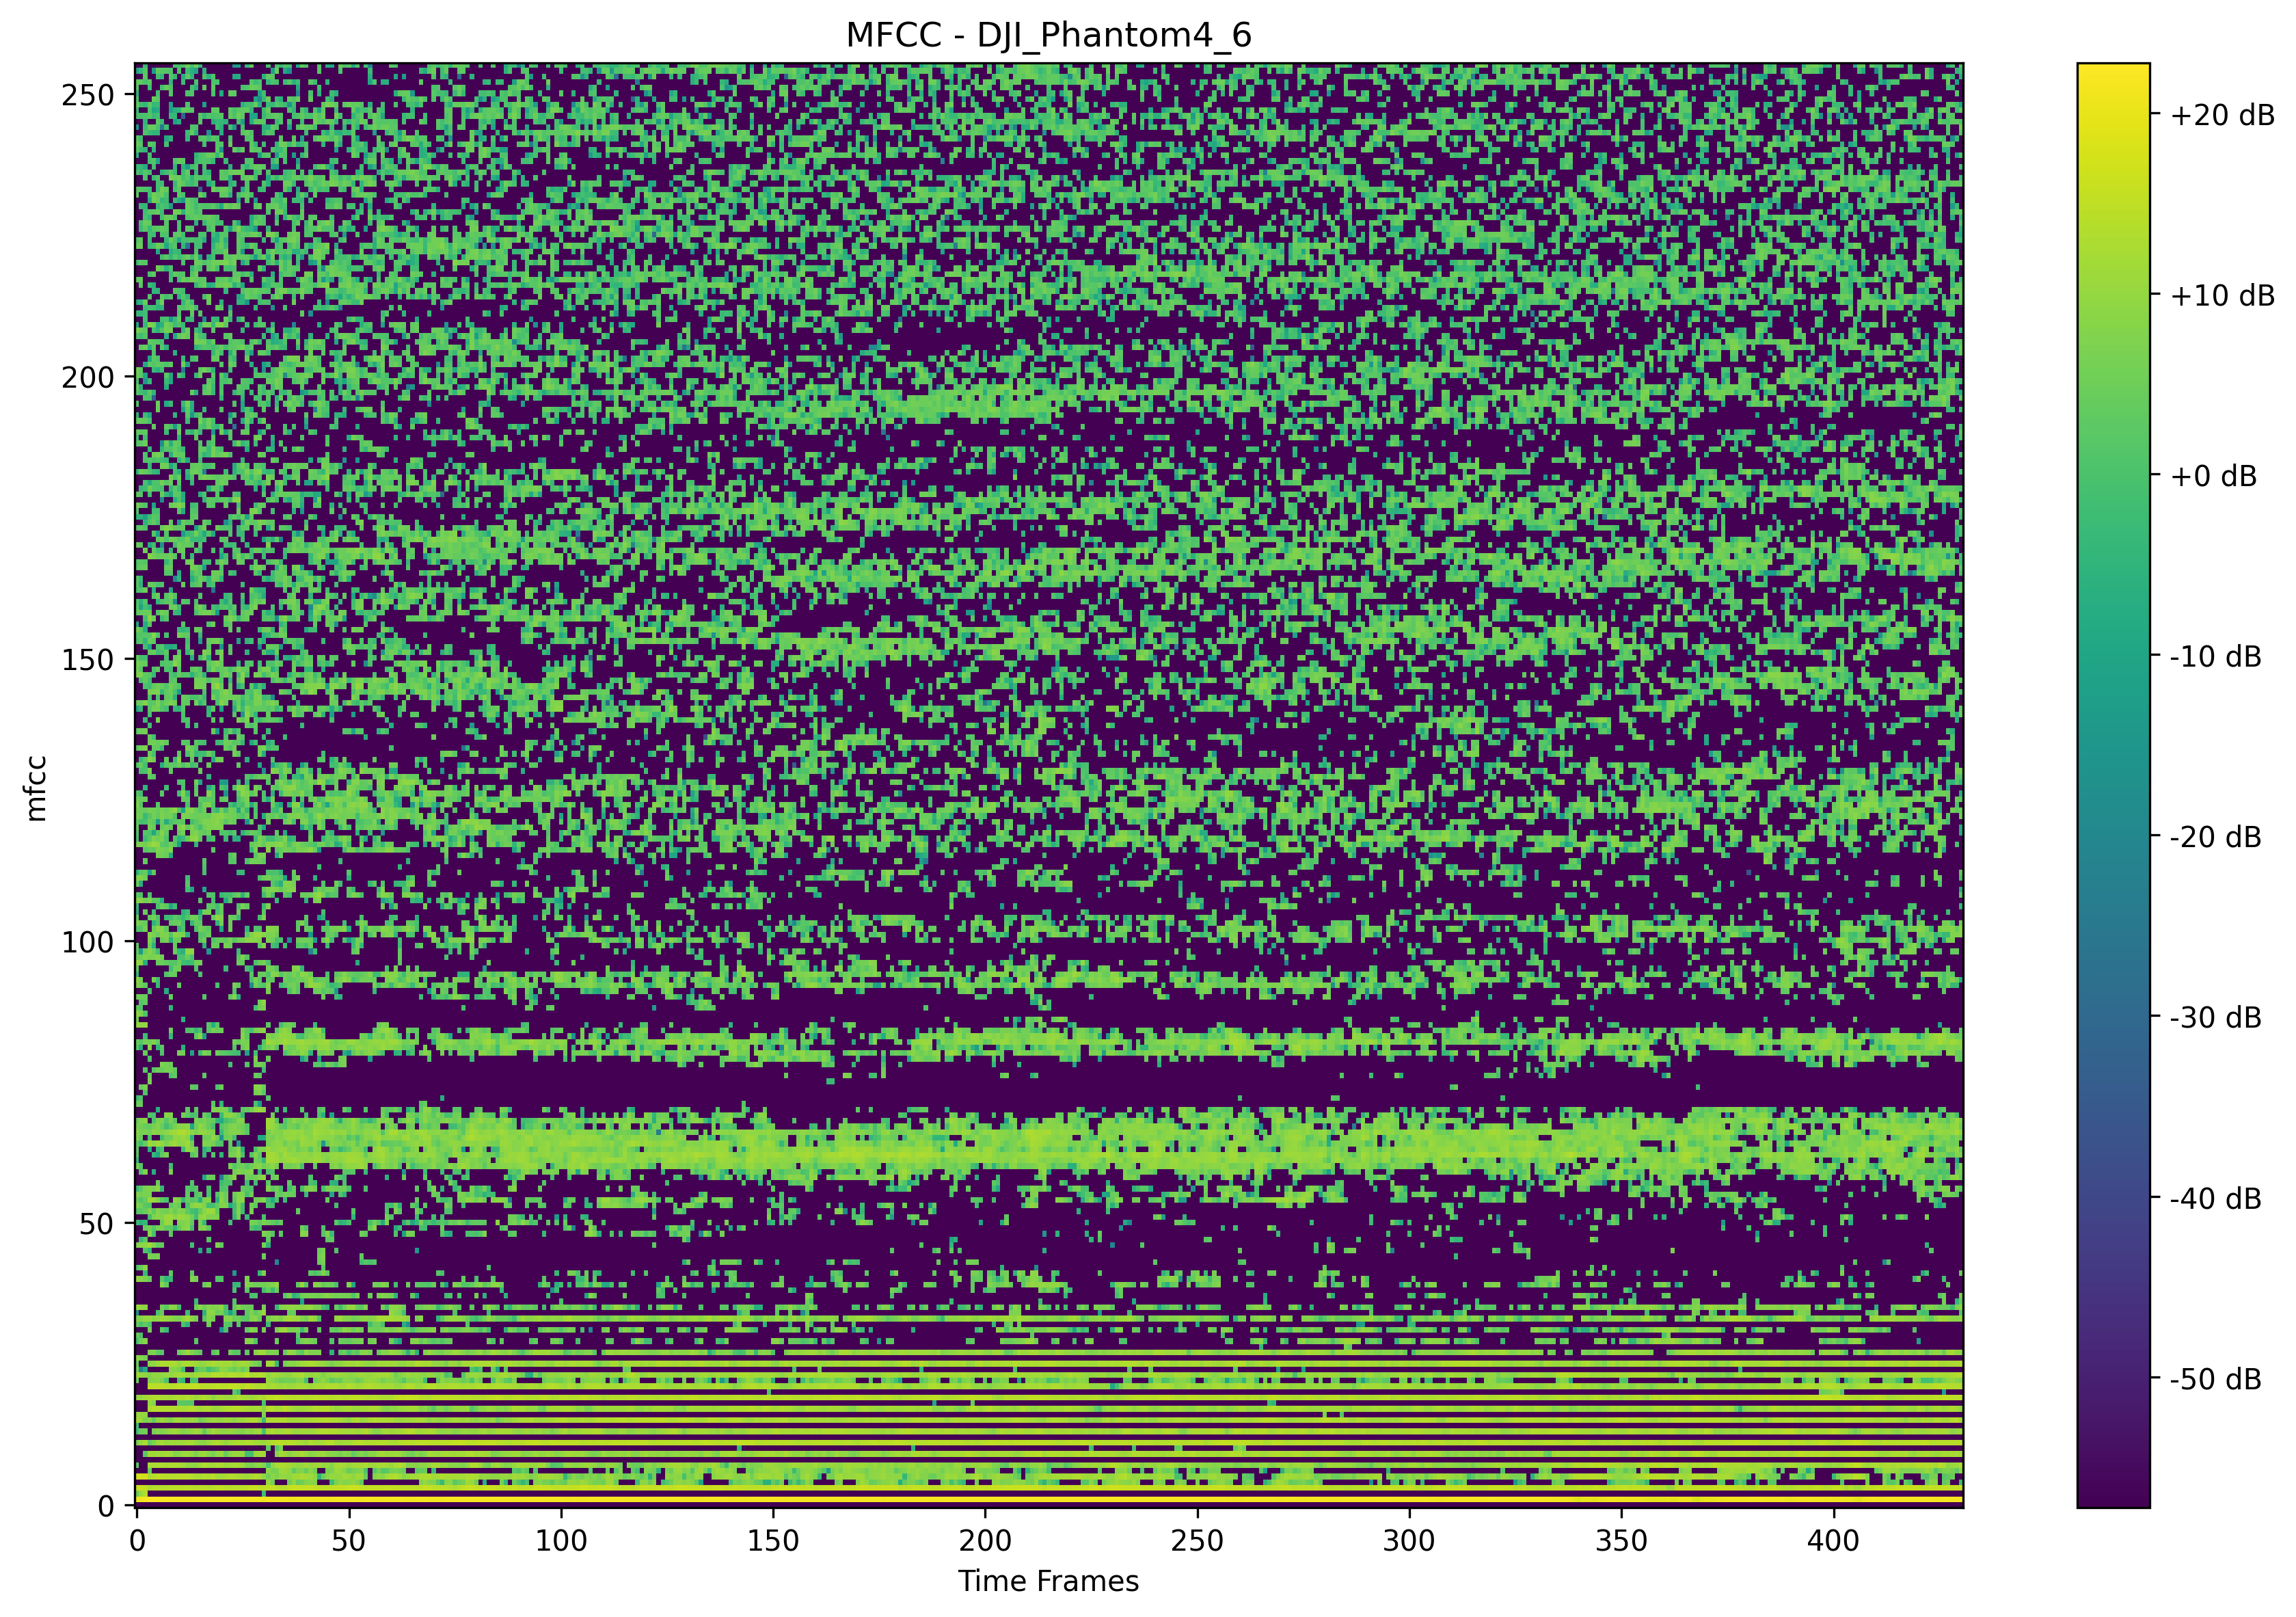 MFCC - DJI_Phantom4_6
mfcc
250
200
150
100
50
0
0 50 100 150 200 250 300 350 400
Time Frames
+20 dB
+10 dB
+0 dB
-10 dB
-20 dB
-30 dB
-40 dB
-50 dB